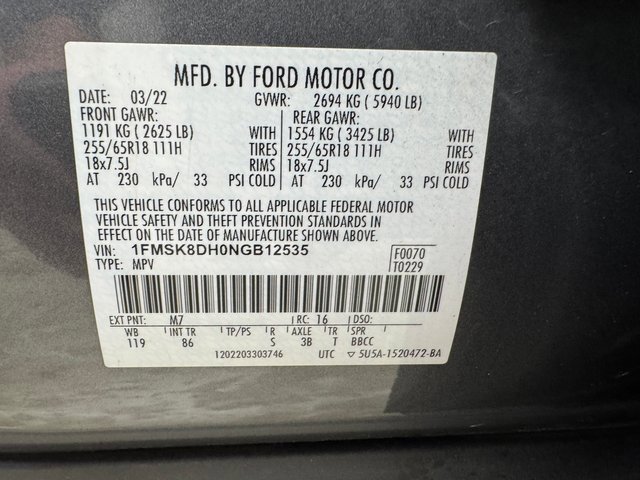 MFD. BY FORD MOTOR CO.
DATE: 03/22 GVWR: 2694 KG ( 5940 LB)
FRONT GAWR: REAR GAWR:
1191 KG ( 2625 LB) WITH 1554 KG ( 3425 LB) WITH
255/65R18 111H TIRES 255/65R18 111H TIRES
18x7.5J RIMS 18x7.5J RIMS
AT 230 kPa/ 33 PSI COLD AT 230 kPa/ 33 PSI COLD
THIS VEHICLE CONFORMS TO ALL APPLICABLE FEDERAL MOTOR
VEHICLE SAFETY AND THEFT PREVENTION STANDARDS IN
EFFECT ON THE DATE OF MANUFACTURE SHOWN ABOVE.
VIN: 1FMSK8DH0NGB12535 F0070
TYPE: MPV T0229
EXT PNT: M7 RC: 16 DSO:
WB INT TR TP/PS R AXLE TR SPR
119 86 S 3B T BBCC
1202203303746 UTC ▽ 5U5A-1520472-BA